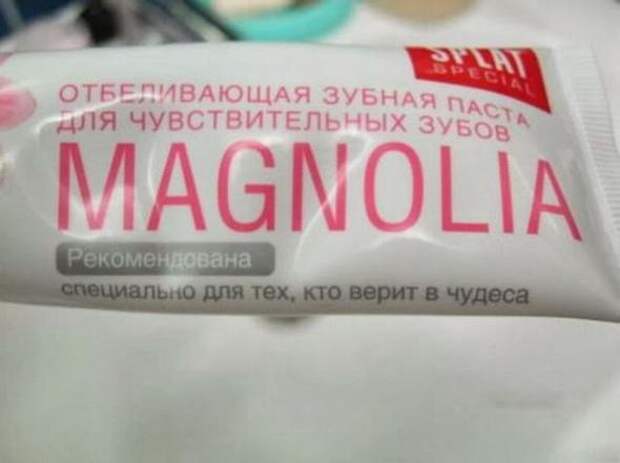 SPLAT
SPECIAL
ОТБЕЛИВАЮЩАЯ ЗУБНАЯ ПАСТА
ДЛЯ ЧУВСТВИТЕЛЬНЫХ ЗУБОВ
MAGNOLIA
Рекомендована
специально для тех, кто верит в чудеса